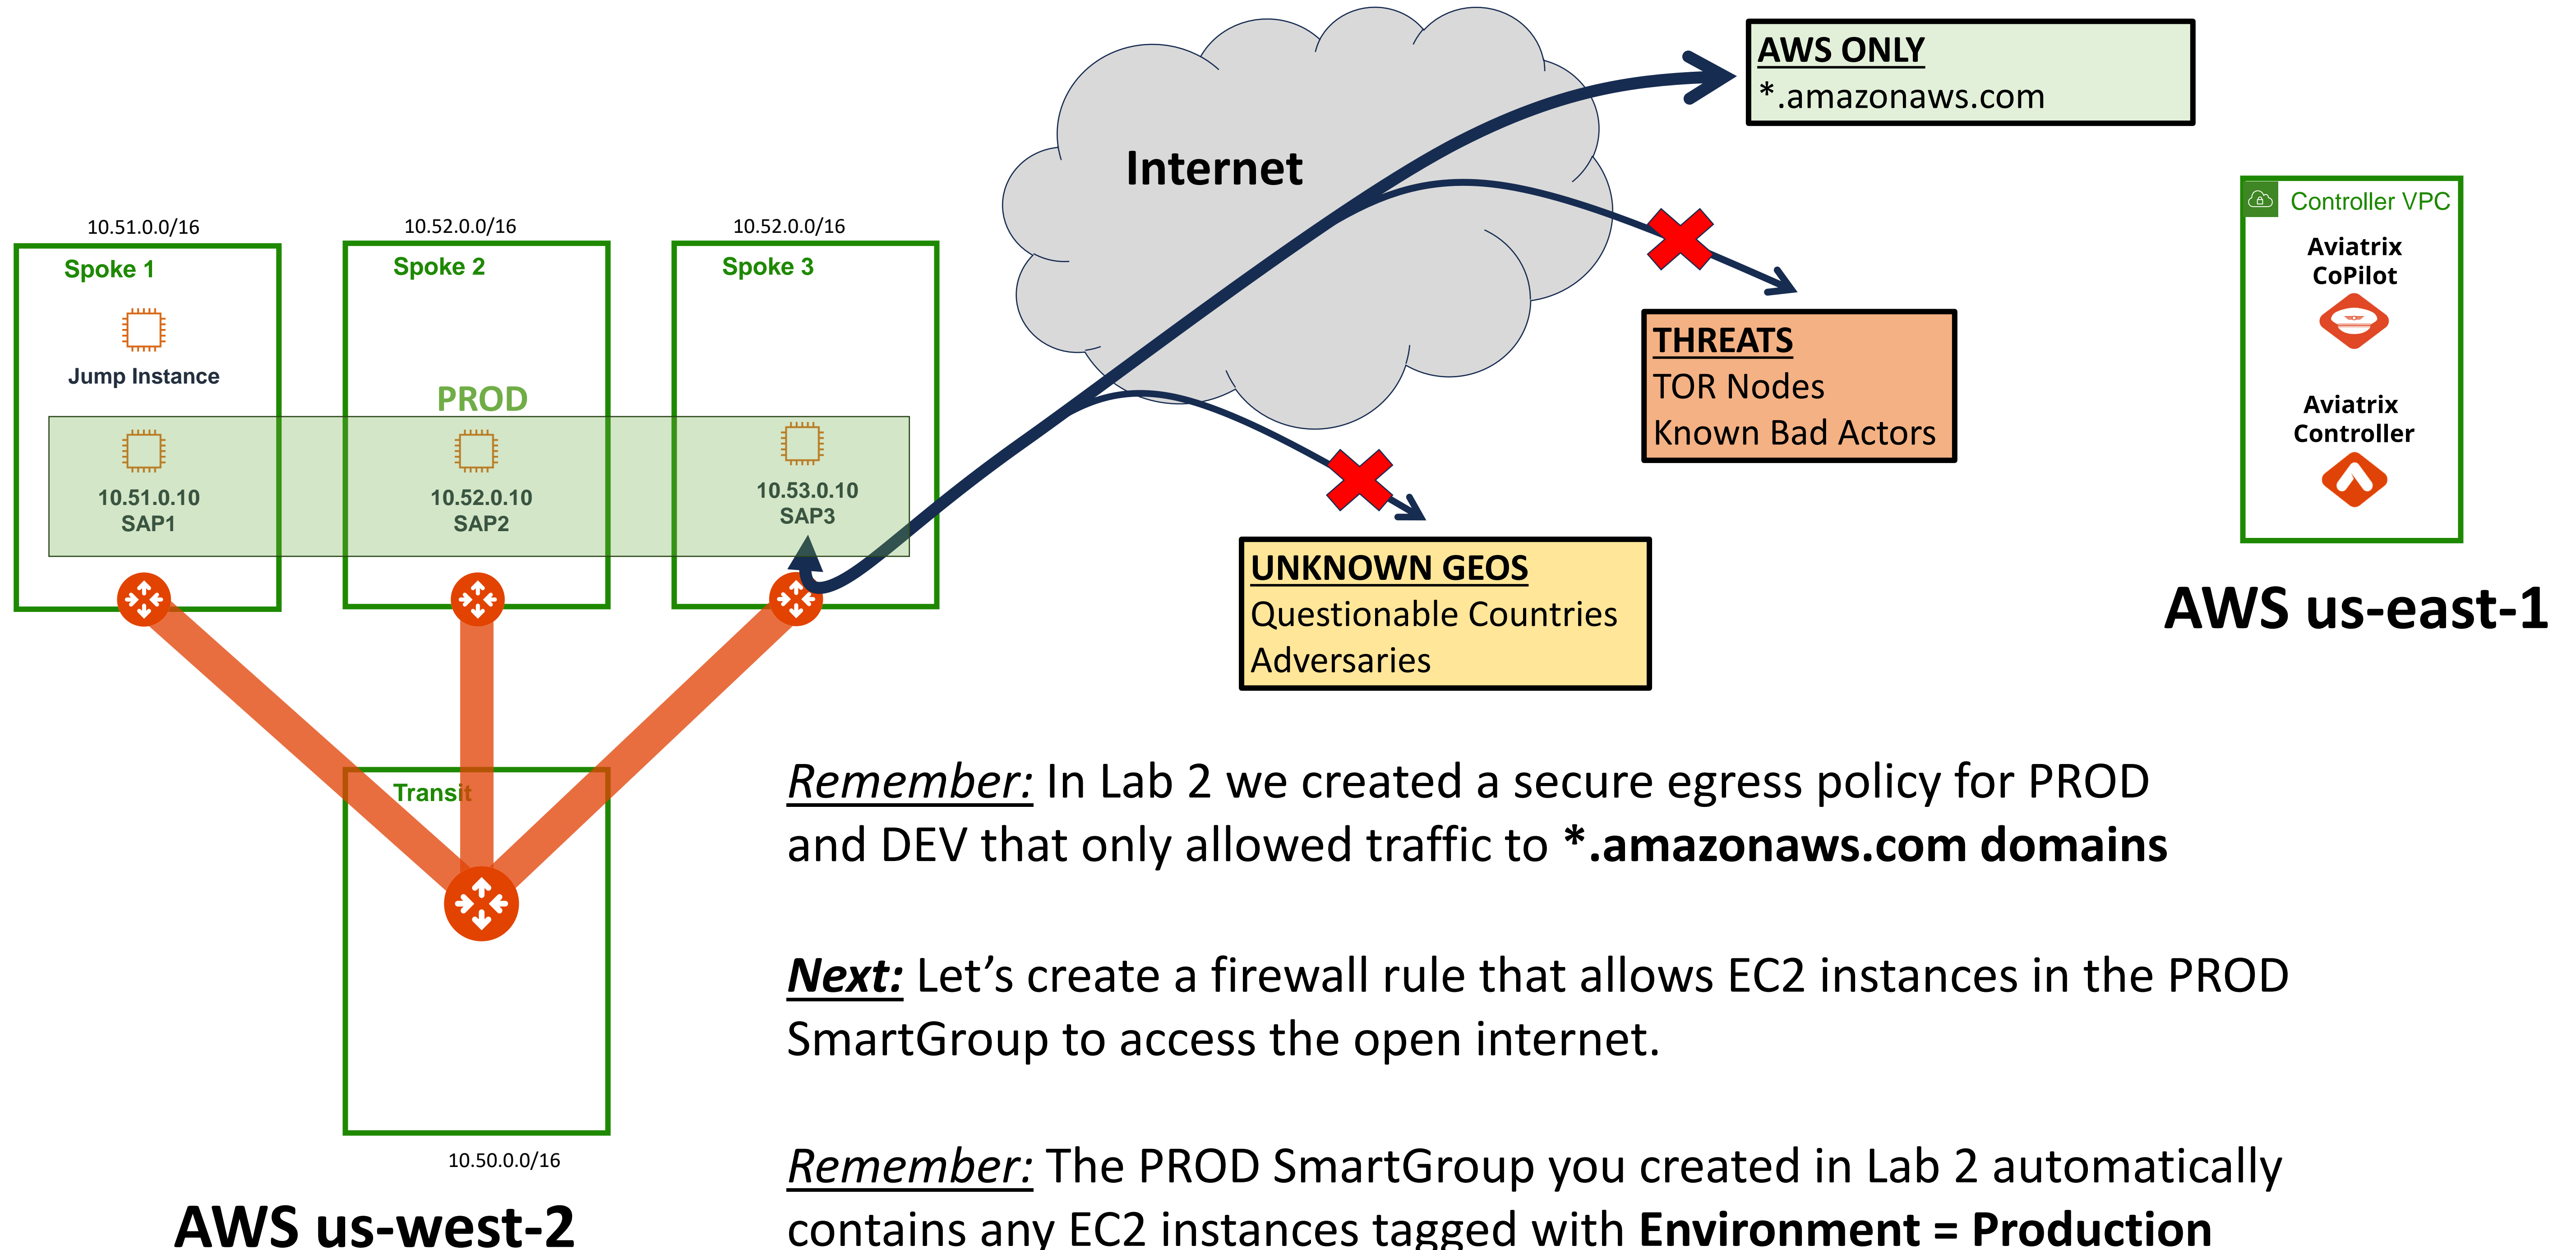 AWS ONLY
*.amazonaws.com
Internet
Controller VPC
Aviatrix
CoPilot
Aviatrix
Controller
AWS us-east-1
10.51.0.0/16
10.52.0.0/16
10.52.0.0/16
Spoke 1
Spoke 2
Spoke 3
Jump Instance
PROD
10.51.0.10
SAP1
10.52.0.10
SAP2
10.53.0.10
SAP3
THREATS
TOR Nodes
Known Bad Actors
UNKNOWN GEOS
Questionable Countries
Adversaries
Transit
10.50.0.0/16
AWS us-west-2
Remember: In Lab 2 we created a secure egress policy for PROD
and DEV that only allowed traffic to *.amazonaws.com domains
Next: Let’s create a firewall rule that allows EC2 instances in the PROD
SmartGroup to access the open internet.
Remember: The PROD SmartGroup you created in Lab 2 automatically
contains any EC2 instances tagged with Environment = Production